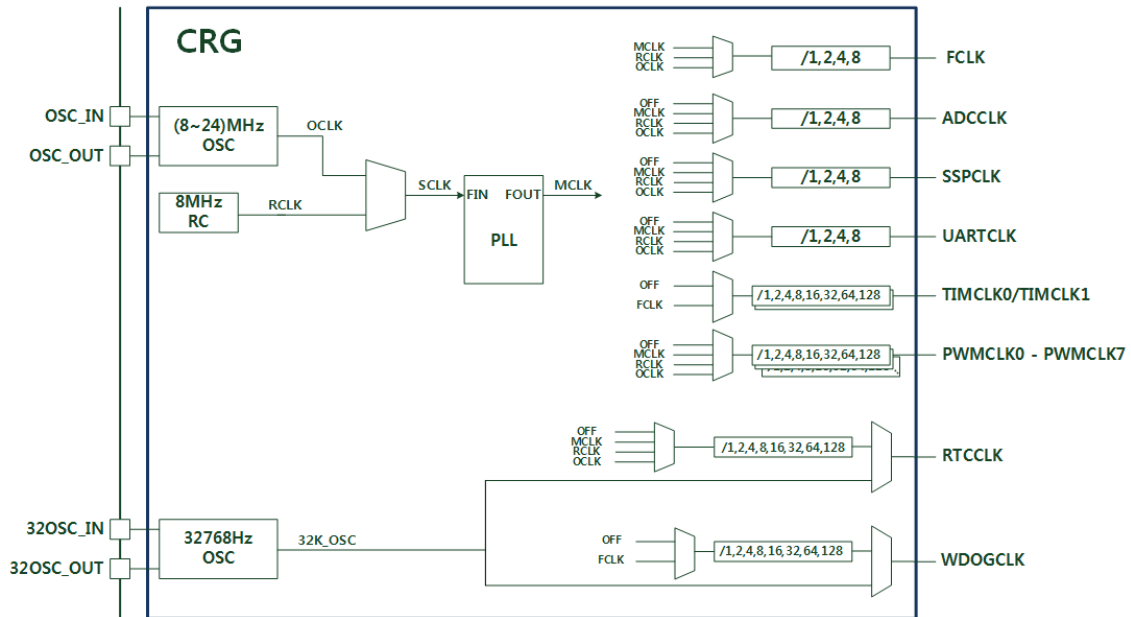 CRG
OSC_IN
OSC_OUT
(8~24)MHz
OSC
OCLK
8MHz
RC
RCLK
SCLK
FIN FOUT
PLL
MCLK
MCLK
RCLK
OCLK
/1,2,4,8
FCLK
OFF
MCLK
RCLK
OCLK
/1,2,4,8
ADCCLK
OFF
MCLK
RCLK
OCLK
/1,2,4,8
SSPCLK
OFF
MCLK
RCLK
OCLK
/1,2,4,8
UARTCLK
OFF
FCLK
/1,2,4,8,16,32,64,128
TIMCLK0/TIMCLK1
OFF
MCLK
RCLK
OCLK
/1,2,4,8,16,32,64,128
PWMCLK0 - PWMCLK7
OFF
MCLK
RCLK
OCLK
/1,2,4,8,16,32,64,128
RTCCLK
32OSC_IN
32OSC_OUT
32768Hz
OSC
32K_OSC
OFF
FCLK
/1,2,4,8,16,32,64,128
WDOGCLK